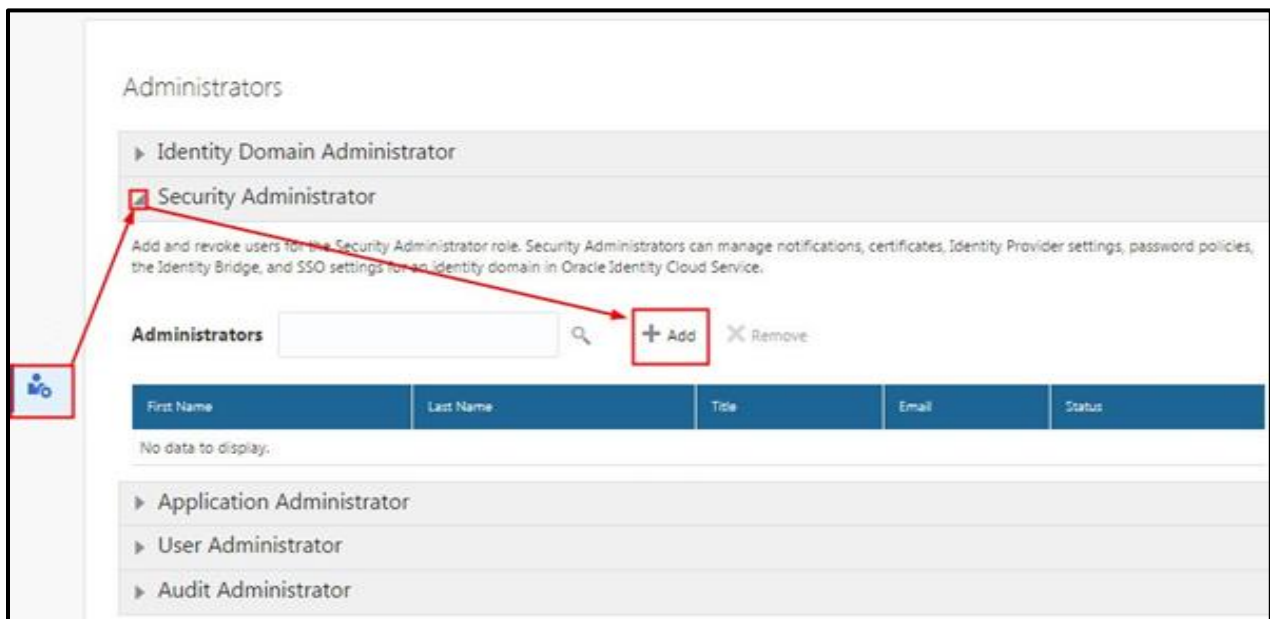 Administrators
Identity Domain Administrator
Security Administrator
Add and revoke users for the Security Administrator role. Security Administrators can manage notifications, certificates, Identity Provider settings, password policies,
the Identity Bridge, and SSO settings for an identity domain in Oracle Identity Cloud Service.
Administrators + Add X Remove
First Name Last Name Title Email Status
No data to display.
Application Administrator
User Administrator
Audit Administrator